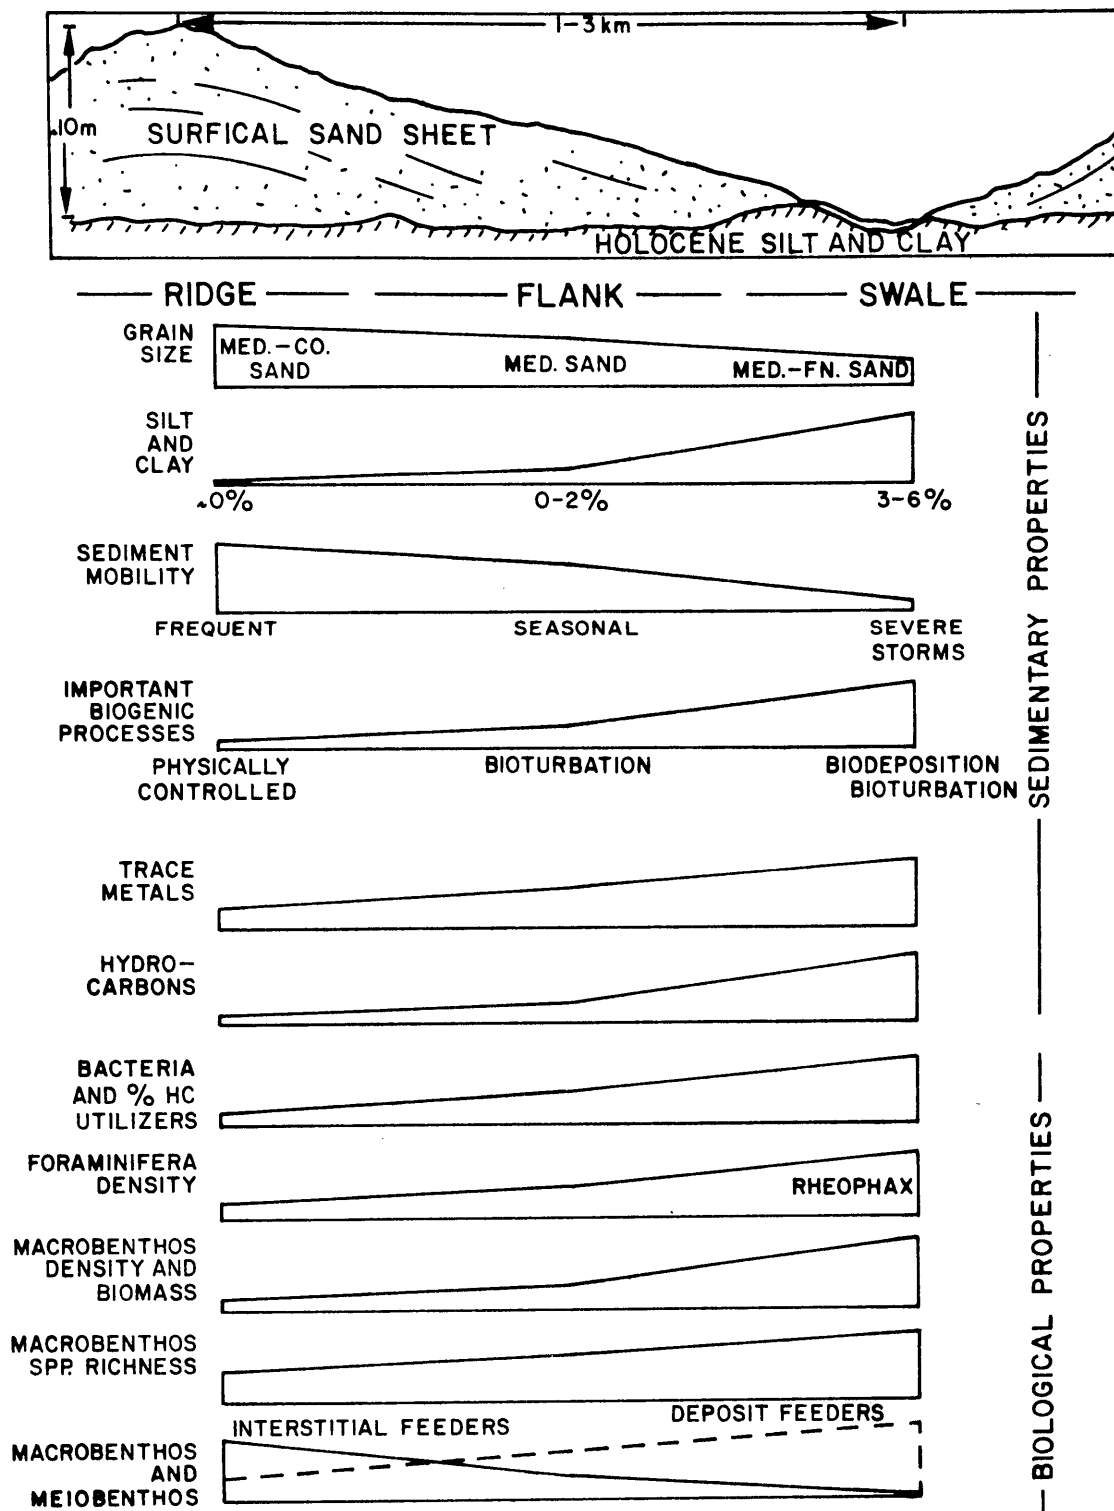 1-3 km
~10m
SURFICAL SAND SHEET
HOLOCENE SILT AND CLAY
RIDGE FLANK SWALE
GRAIN
SIZE
MED.-CO.
SAND
MED. SAND
MED.-FN. SAND
SILT
AND
CLAY
~0% 0-2% 3-6%
SEDIMENT
MOBILITY
FREQUENT SEASONAL SEVERE
STORMS
IMPORTANT
BIOGENIC
PROCESSES
PHYSICALLY
CONTROLLED
BIOTURBATION
BIODEPOSITION
BIOTURBATION
SEDIMENTARY PROPERTIES
TRACE
METALS
HYDRO-
CARBONS
BACTERIA
AND % HC
UTILIZERS
FORAMINIFERA
DENSITY
RHEOPHAX
MACROBENTHOS
DENSITY AND
BIOMASS
MACROBENTHOS
SPP. RICHNESS
INTERSTITIAL FEEDERS
DEPOSIT FEEDERS
MACROBENTHOS
AND
MEIOBENTHOS
BIOLOGICAL PROPERTIES